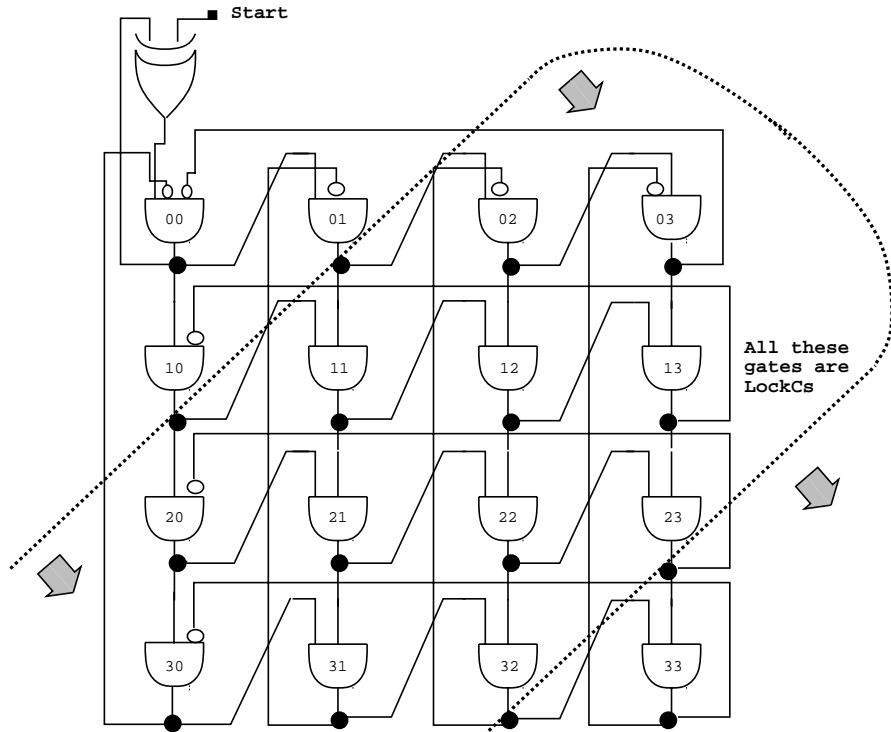 Start
00 01 02 03
10 11 12 13
All these
gates are
LockCs
20 21 22 23
30 31 32 33